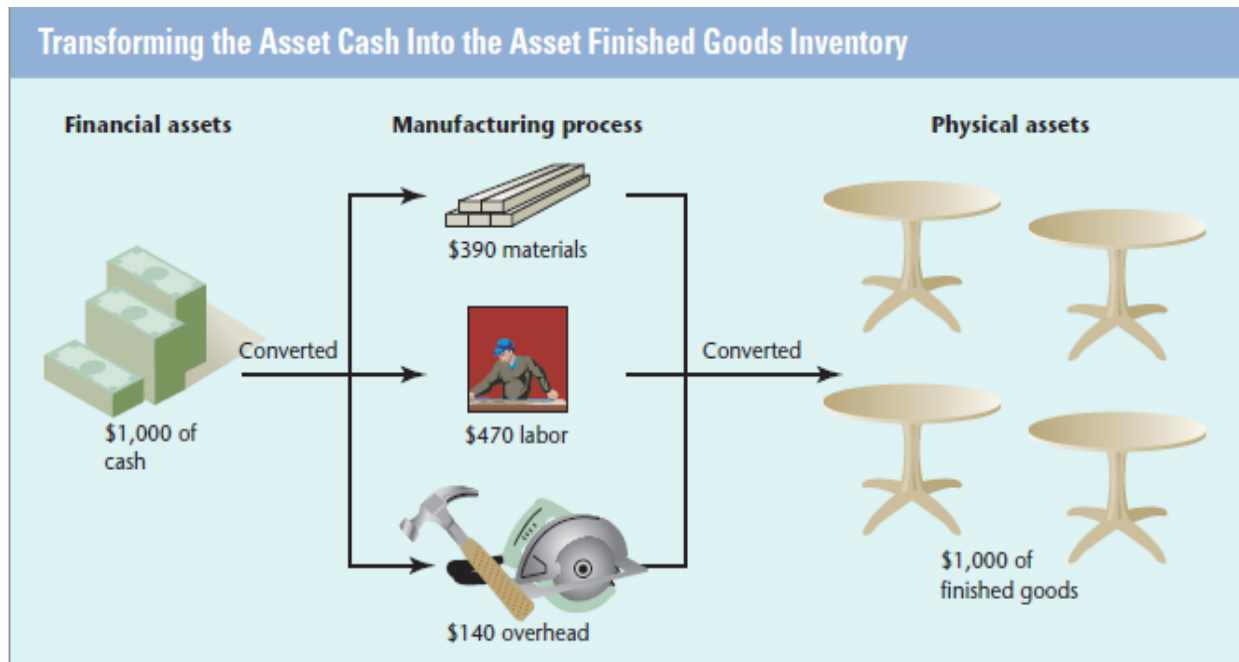 Transforming the Asset Cash Into the Asset Finished Goods Inventory
Financial assets
Manufacturing process
Physical assets
$390 materials
Converted
Converted
$1,000 of
cash
$470 labor
$1,000 of
finished goods
$140 overhead